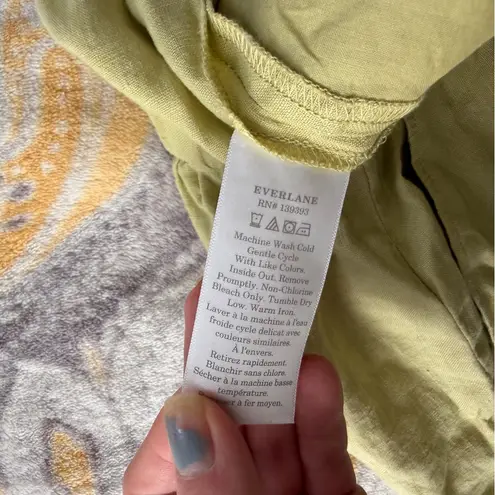 EVERLANE
RN# 139393
Machine Wash Cold
Gentle Cycle
With Like Colors.
Inside Out. Remove
Promptly. Non-Chlorine
Bleach Only. Tumble Dry
Low. Warm Iron.
Laver à la machine à l'eau
froide cycle délicat avec
couleurs similaires.
À l'envers.
Retirez rapidement.
Blanchir sans chlore.
Sécher à la machine basse
température.
Repasser à fer moyen.